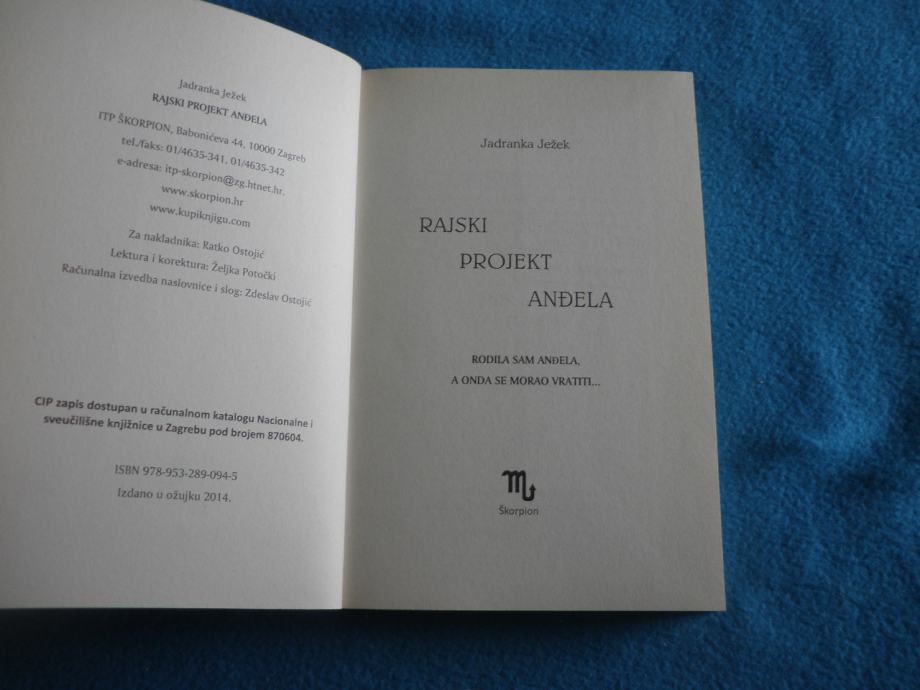 Jadranka Ježek
RAJSKI PROJEKT ANĐELA
ITP ŠKORPION, Babonićeva 44, 10000 Zagreb
tel./faks: 01/4635-341, 01/4635-342
e-adresa: itp-skorpion@zg.htnet.hr.
www.skorpion.hr
www.kupiknjigu.com
Za nakladnika: Ratko Ostojić
Lektura i korektura: Željka Potočki
Računalna izvedba naslovnice i slog: Zdeslav Ostojić
CIP zapis dostupan u računalnom katalogu Nacionalne i
sveučilišne knjižnice u Zagrebu pod brojem 870604.
ISBN 978-953-289-094-5
Izdano u ožujku 2014.
Jadranka Ježek
RAJSKI
PROJEKT
ANĐELA
RODILA SAM ANĐELA,
A ONDA SE MORAO VRATITI...
Škorpion